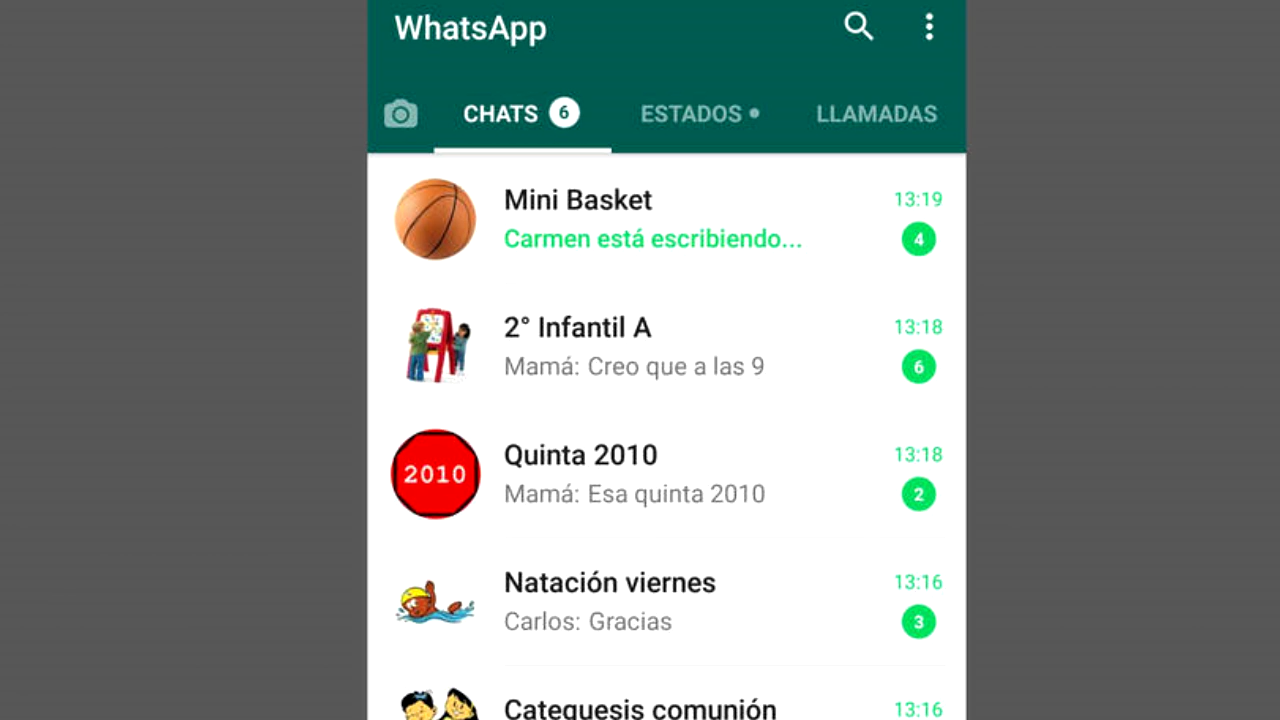 WhatsApp
CHATS 6 ESTADOS • LLAMADAS
Mini Basket 13:19
Carmen está escribiendo... 4
2° Infantil A 13:18
Mamá: Creo que a las 9 6
2010
Quinta 2010 13:18
Mamá: Esa quinta 2010 2
Natación viernes 13:16
Carlos: Gracias 3
Catequesis comunión 13:16